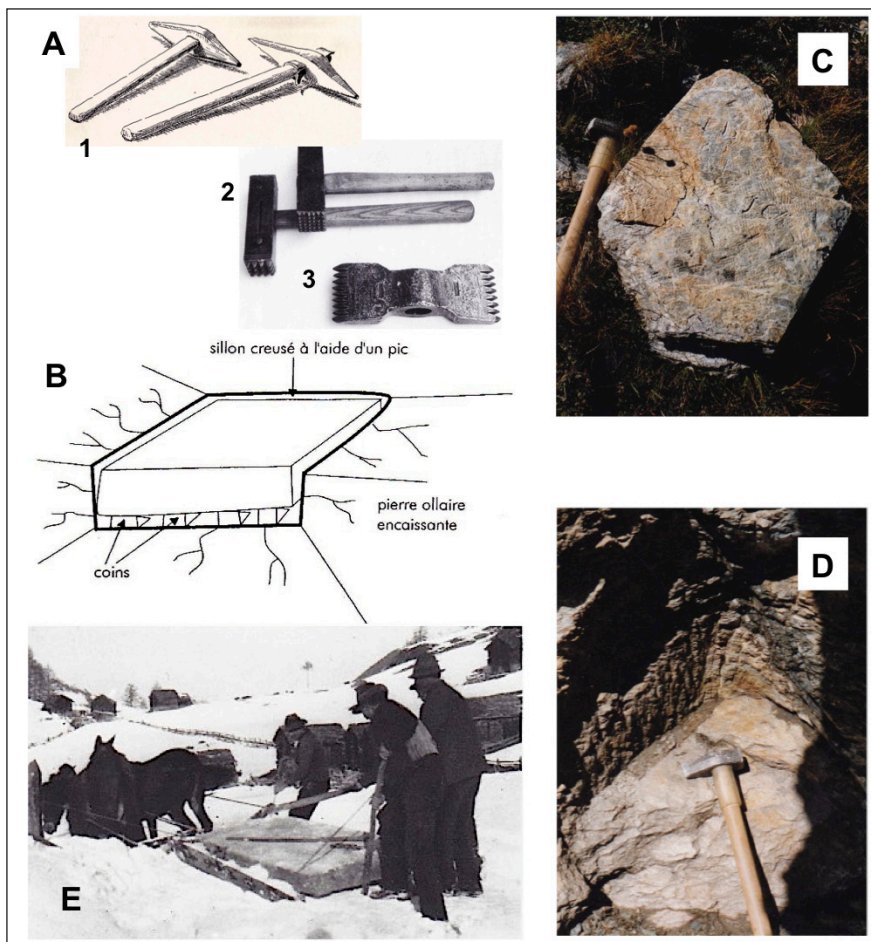 A
1
2
3
sillon creusé à l'aide d'un pic
B
pierre ollaire
encaissante
coins
C
D
E